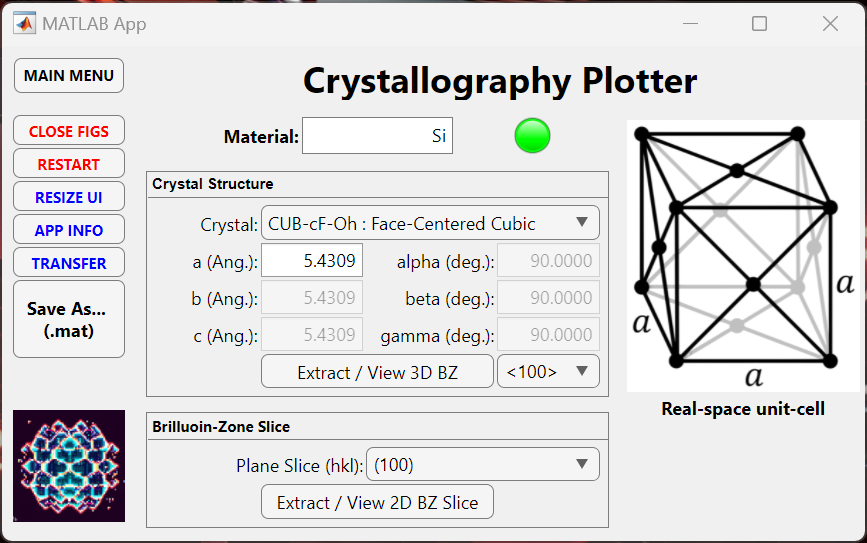 MATLAB App
MAIN MENU
Crystallography Plotter
CLOSE FIGS
RESTART
RESIZE UI
APP INFO
TRANSFER
Save As...
(.mat)
Material: Si
Crystal Structure
Crystal: CUB-cF-Oh : Face-Centered Cubic
a (Ang.): 5.4309 alpha (deg.): 90.0000
b (Ang.): 5.4309 beta (deg.): 90.0000
c (Ang.): 5.4309 gamma (deg.): 90.0000
Extract / View 3D BZ <100>
Brilluoin-Zone Slice
Plane Slice (hkl): (100)
Extract / View 2D BZ Slice
a
a
a
Real-space unit-cell